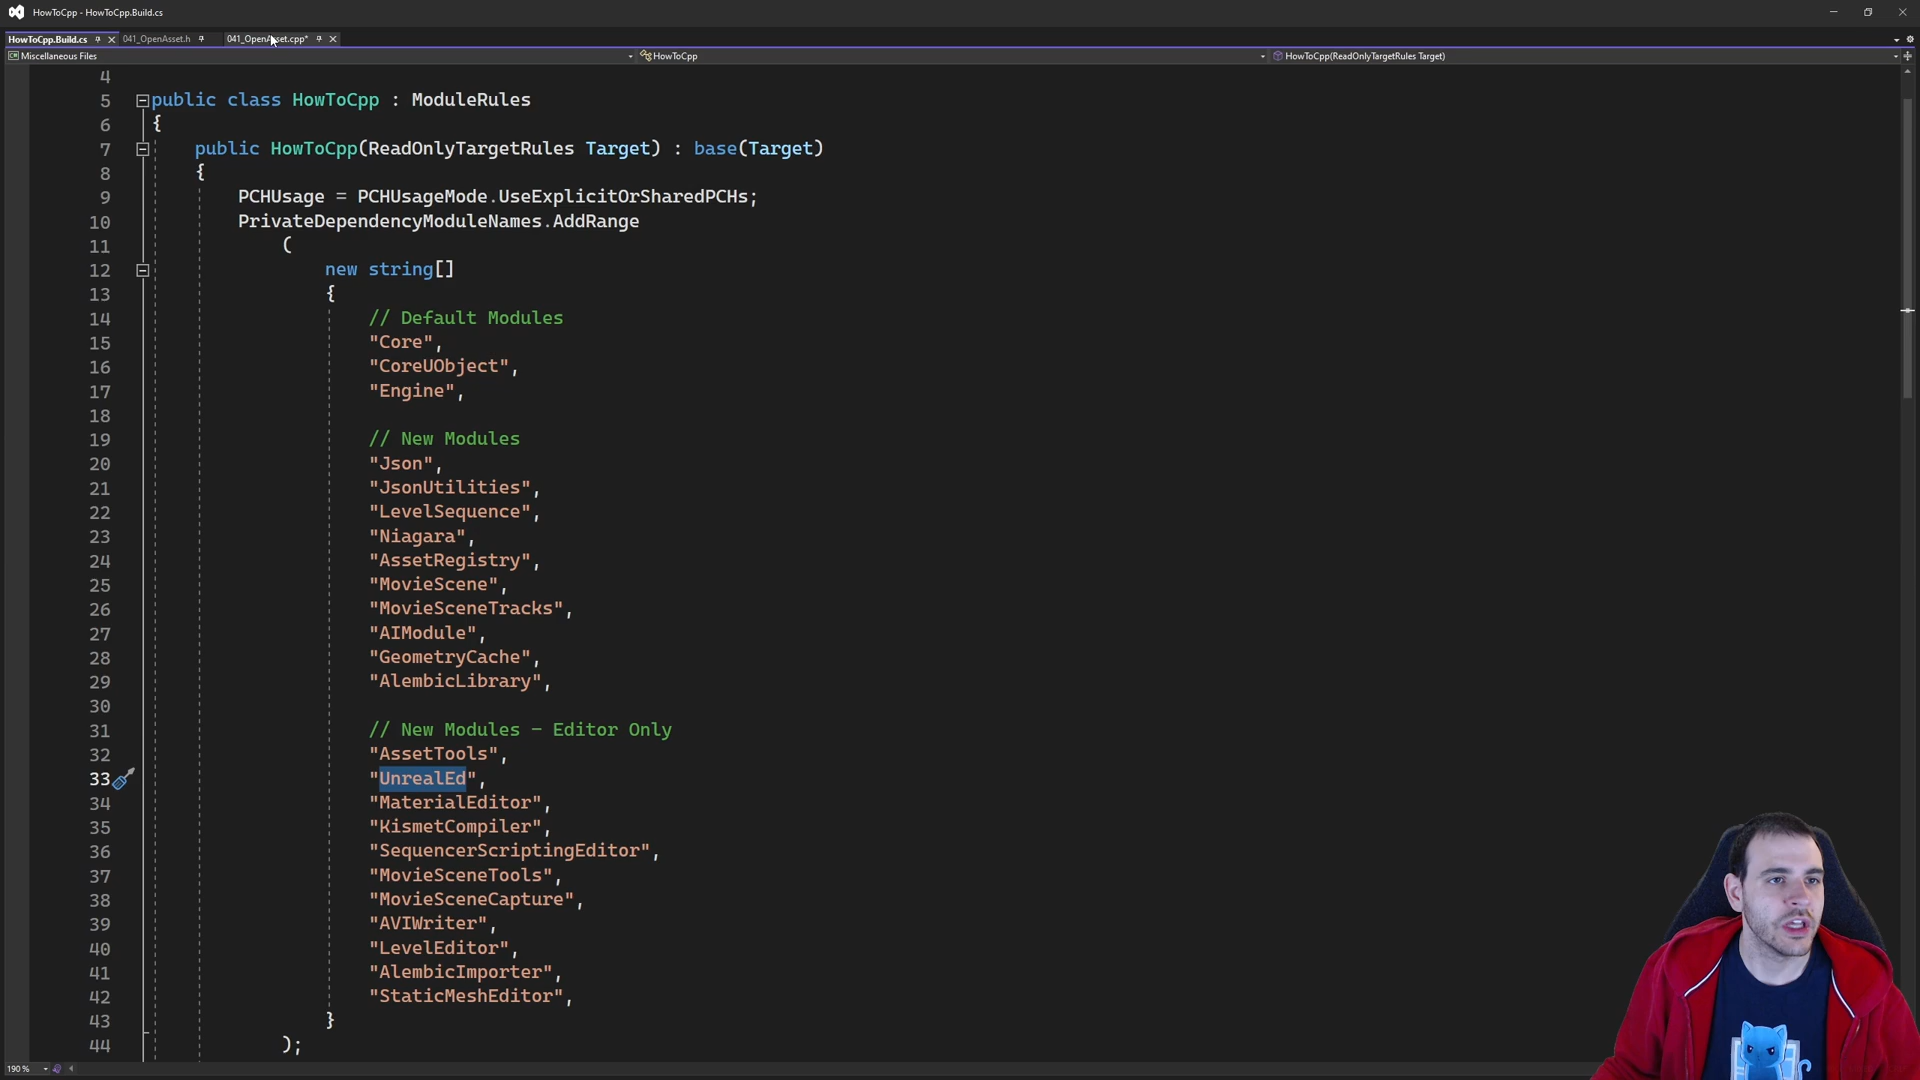 HowToCpp - HowToCpp.Build.cs
HowToCpp.Build.cs 041_OpenAsset.h 041_OpenAsset.cpp*
Miscellaneous Files HowToCpp HowToCpp(ReadOnlyTargetRules Target)
4
5 public class HowToCpp : ModuleRules
6 {
7 public HowToCpp(ReadOnlyTargetRules Target) : base(Target)
8 {
9 PCHUsage = PCHUsageMode.UseExplicitOrSharedPCHs;
10 PrivateDependencyModuleNames.AddRange
11 (
12 new string[]
13 {
14 // Default Modules
15 "Core",
16 "CoreUObject",
17 "Engine",
18
19 // New Modules
20 "Json",
21 "JsonUtilities",
22 "LevelSequence",
23 "Niagara",
24 "AssetRegistry",
25 "MovieScene",
26 "MovieSceneTracks",
27 "AIModule",
28 "GeometryCache",
29 "AlembicLibrary",
30
31 // New Modules - Editor Only
32 "AssetTools",
33 "UnrealEd",
34 "MaterialEditor",
35 "KismetCompiler",
36 "SequencerScriptingEditor",
37 "MovieSceneTools",
38 "MovieSceneCapture",
39 "AVIWriter",
40 "LevelEditor",
41 "AlembicImporter",
42 "StaticMeshEditor",
43 }
44 );
190 %